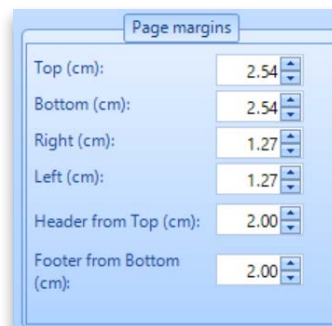 Page margins
Top (cm): 2.54
Bottom (cm): 2.54
Right (cm): 1.27
Left (cm): 1.27
Header from Top (cm): 2.00
Footer from Bottom
(cm): 2.00